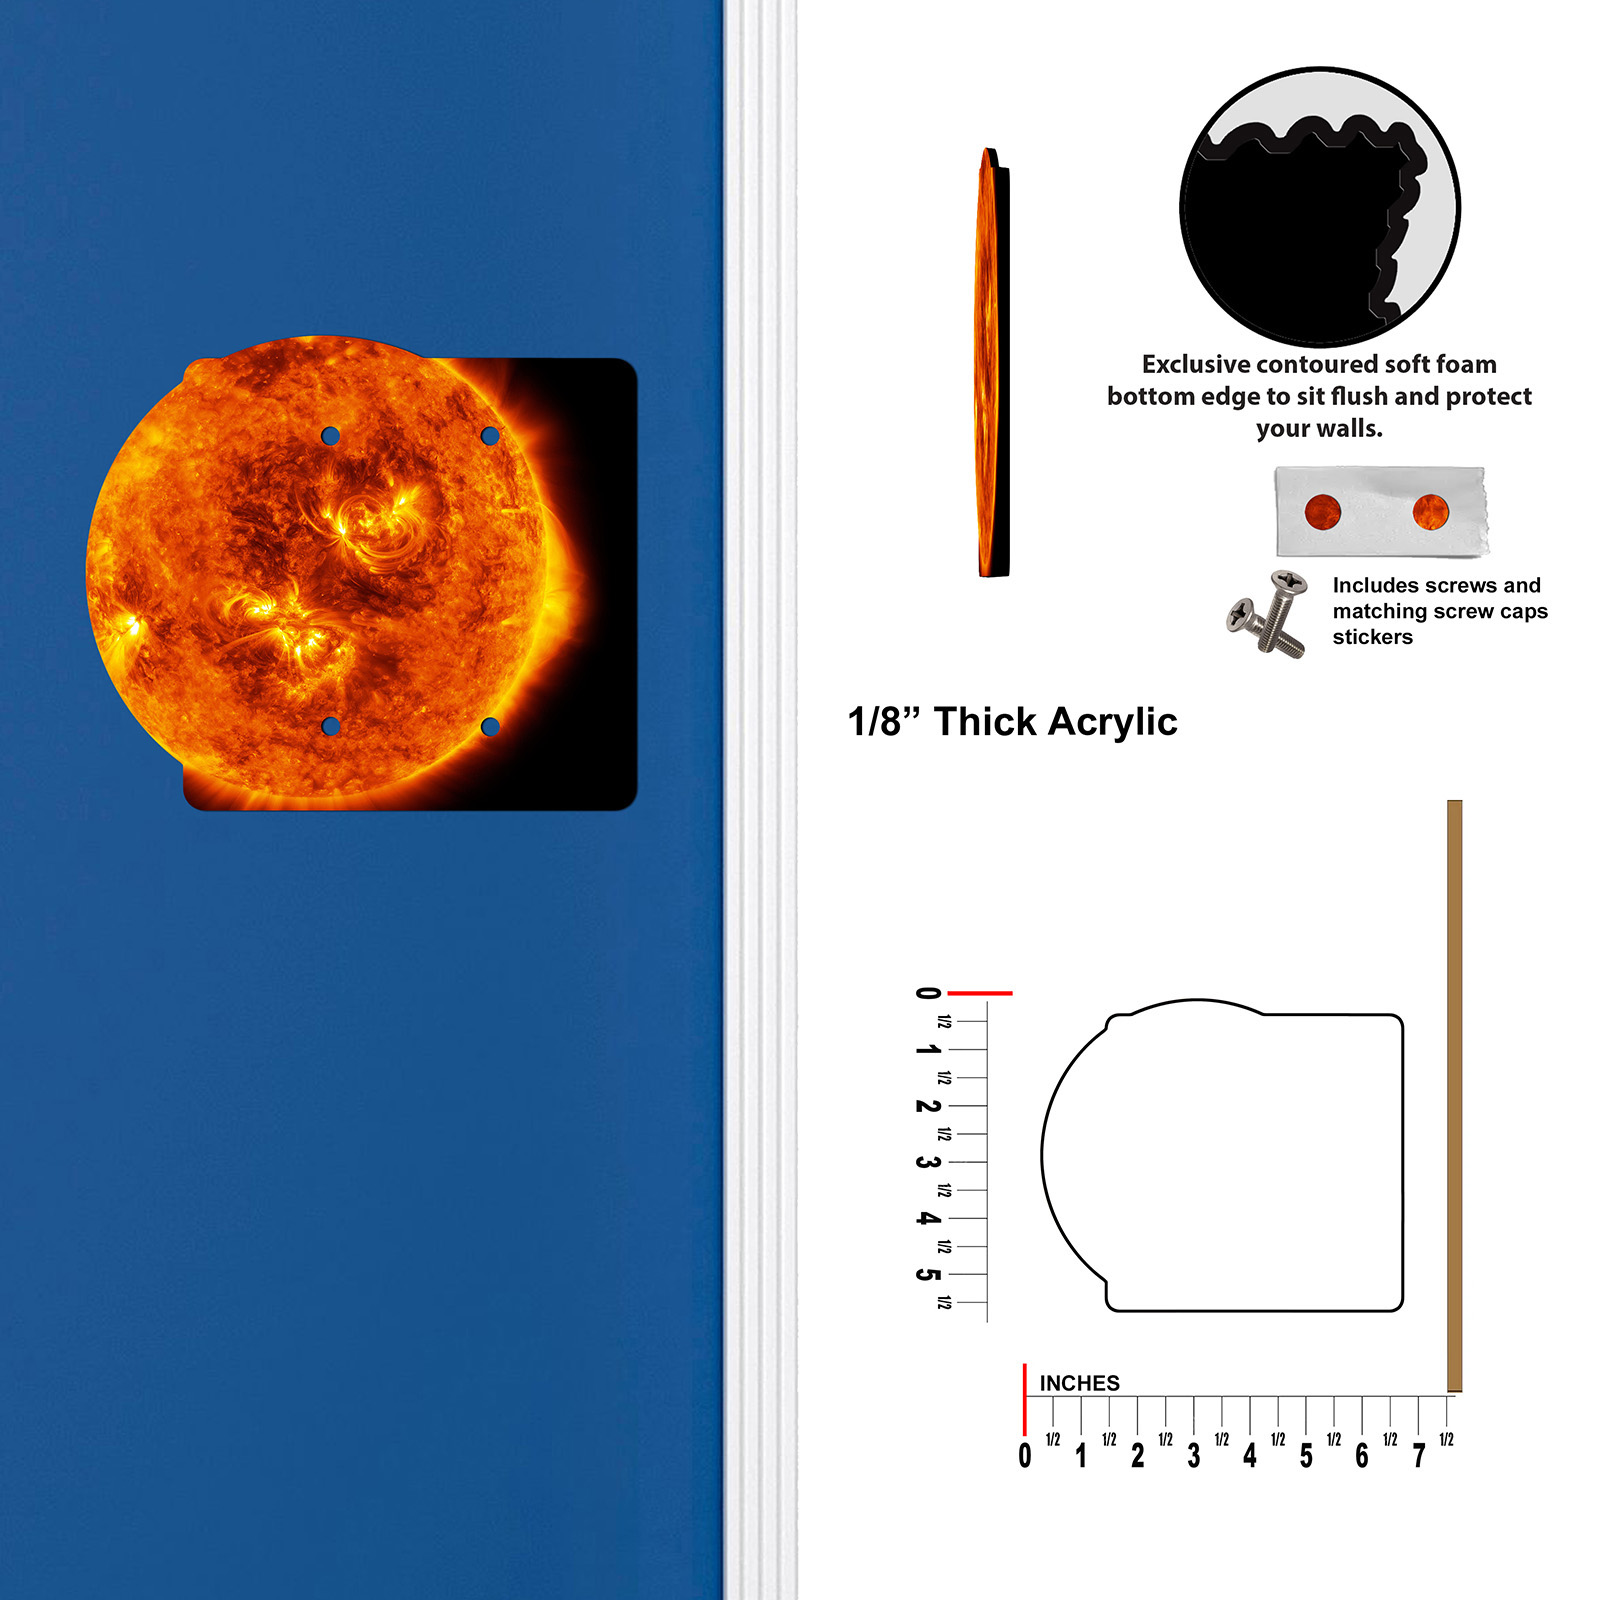 Exclusive contoured soft foam
bottom edge to sit flush and protect
your walls.
Includes screws and
matching screw caps
stickers
1/8” Thick Acrylic
0
1/2
1
1/2
2
1/2
3
1/2
4
1/2
5
1/2
INCHES
0 1/2 1 1/2 2 1/2 3 1/2 4 1/2 5 1/2 6 1/2 7 1/2